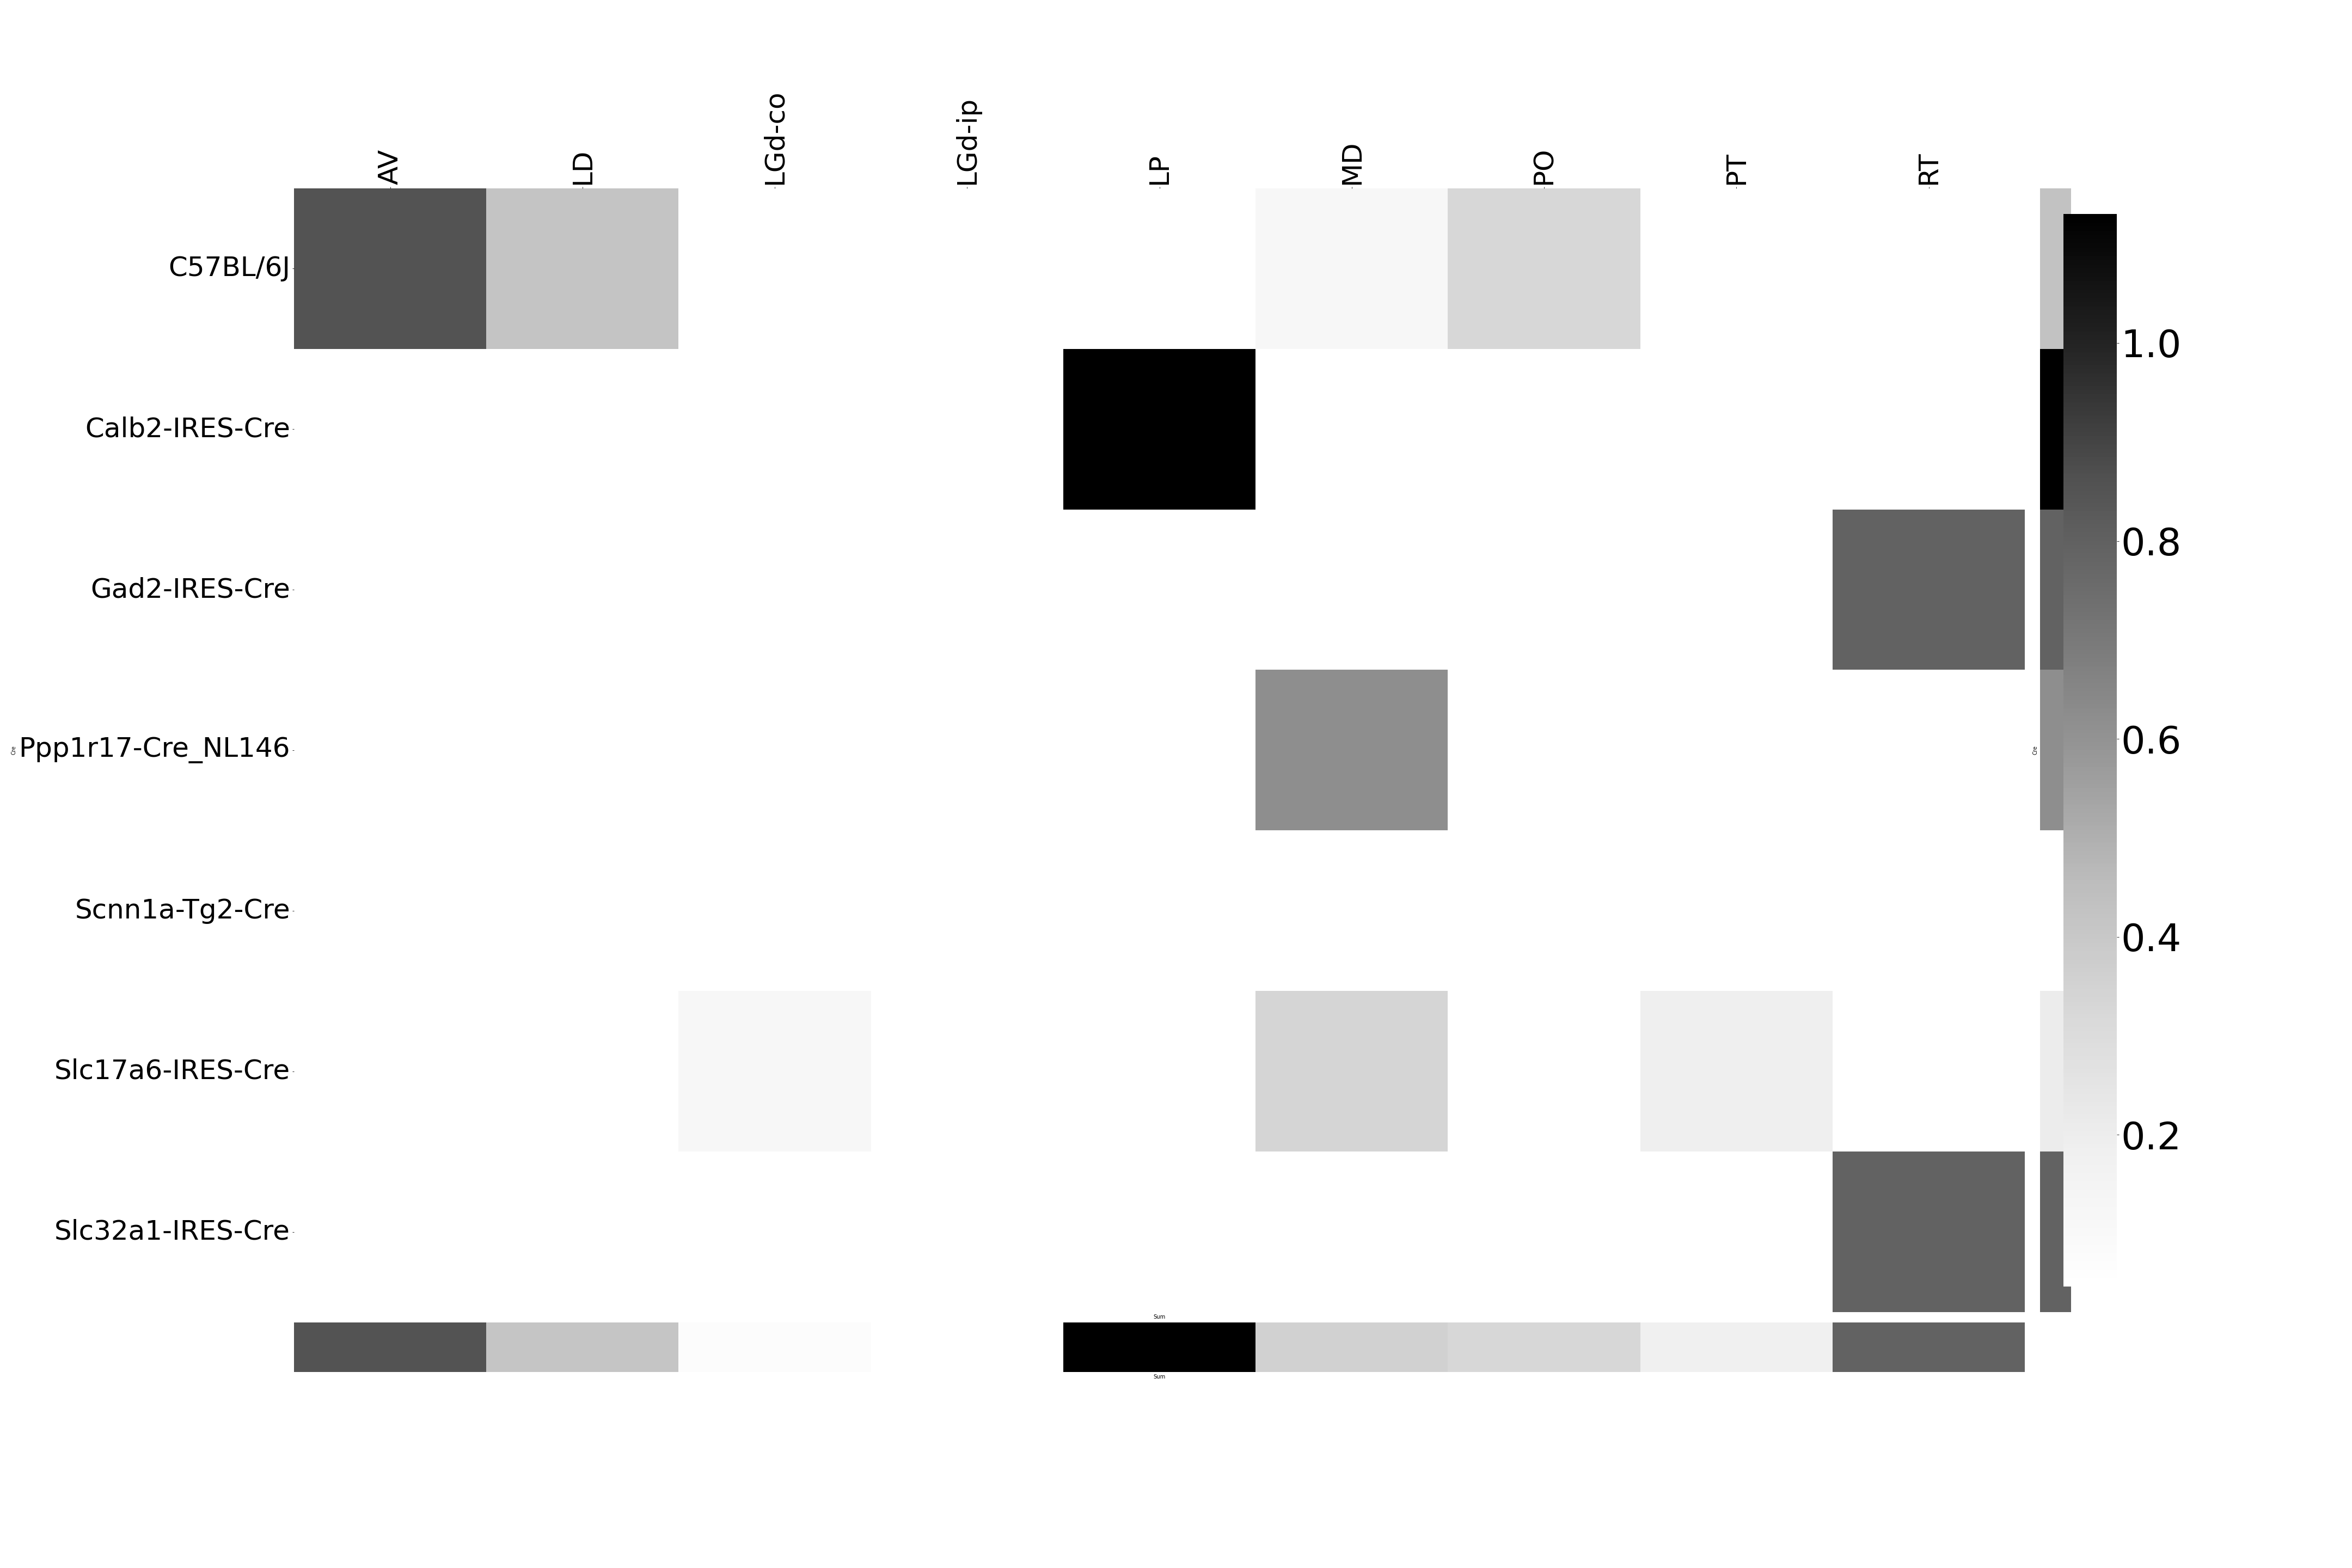 AV
LD
LGd-co
LGd-ip
LP
MD
PO
PT
RT
C57BL/6J
Calb2-IRES-Cre
Gad2-IRES-Cre
Ppp1r17-Cre_NL146
Scnn1a-Tg2-Cre
Slc17a6-IRES-Cre
Slc32a1-IRES-Cre
Cre
Cre
1.0
0.8
0.6
0.4
0.2
Sum
Sum